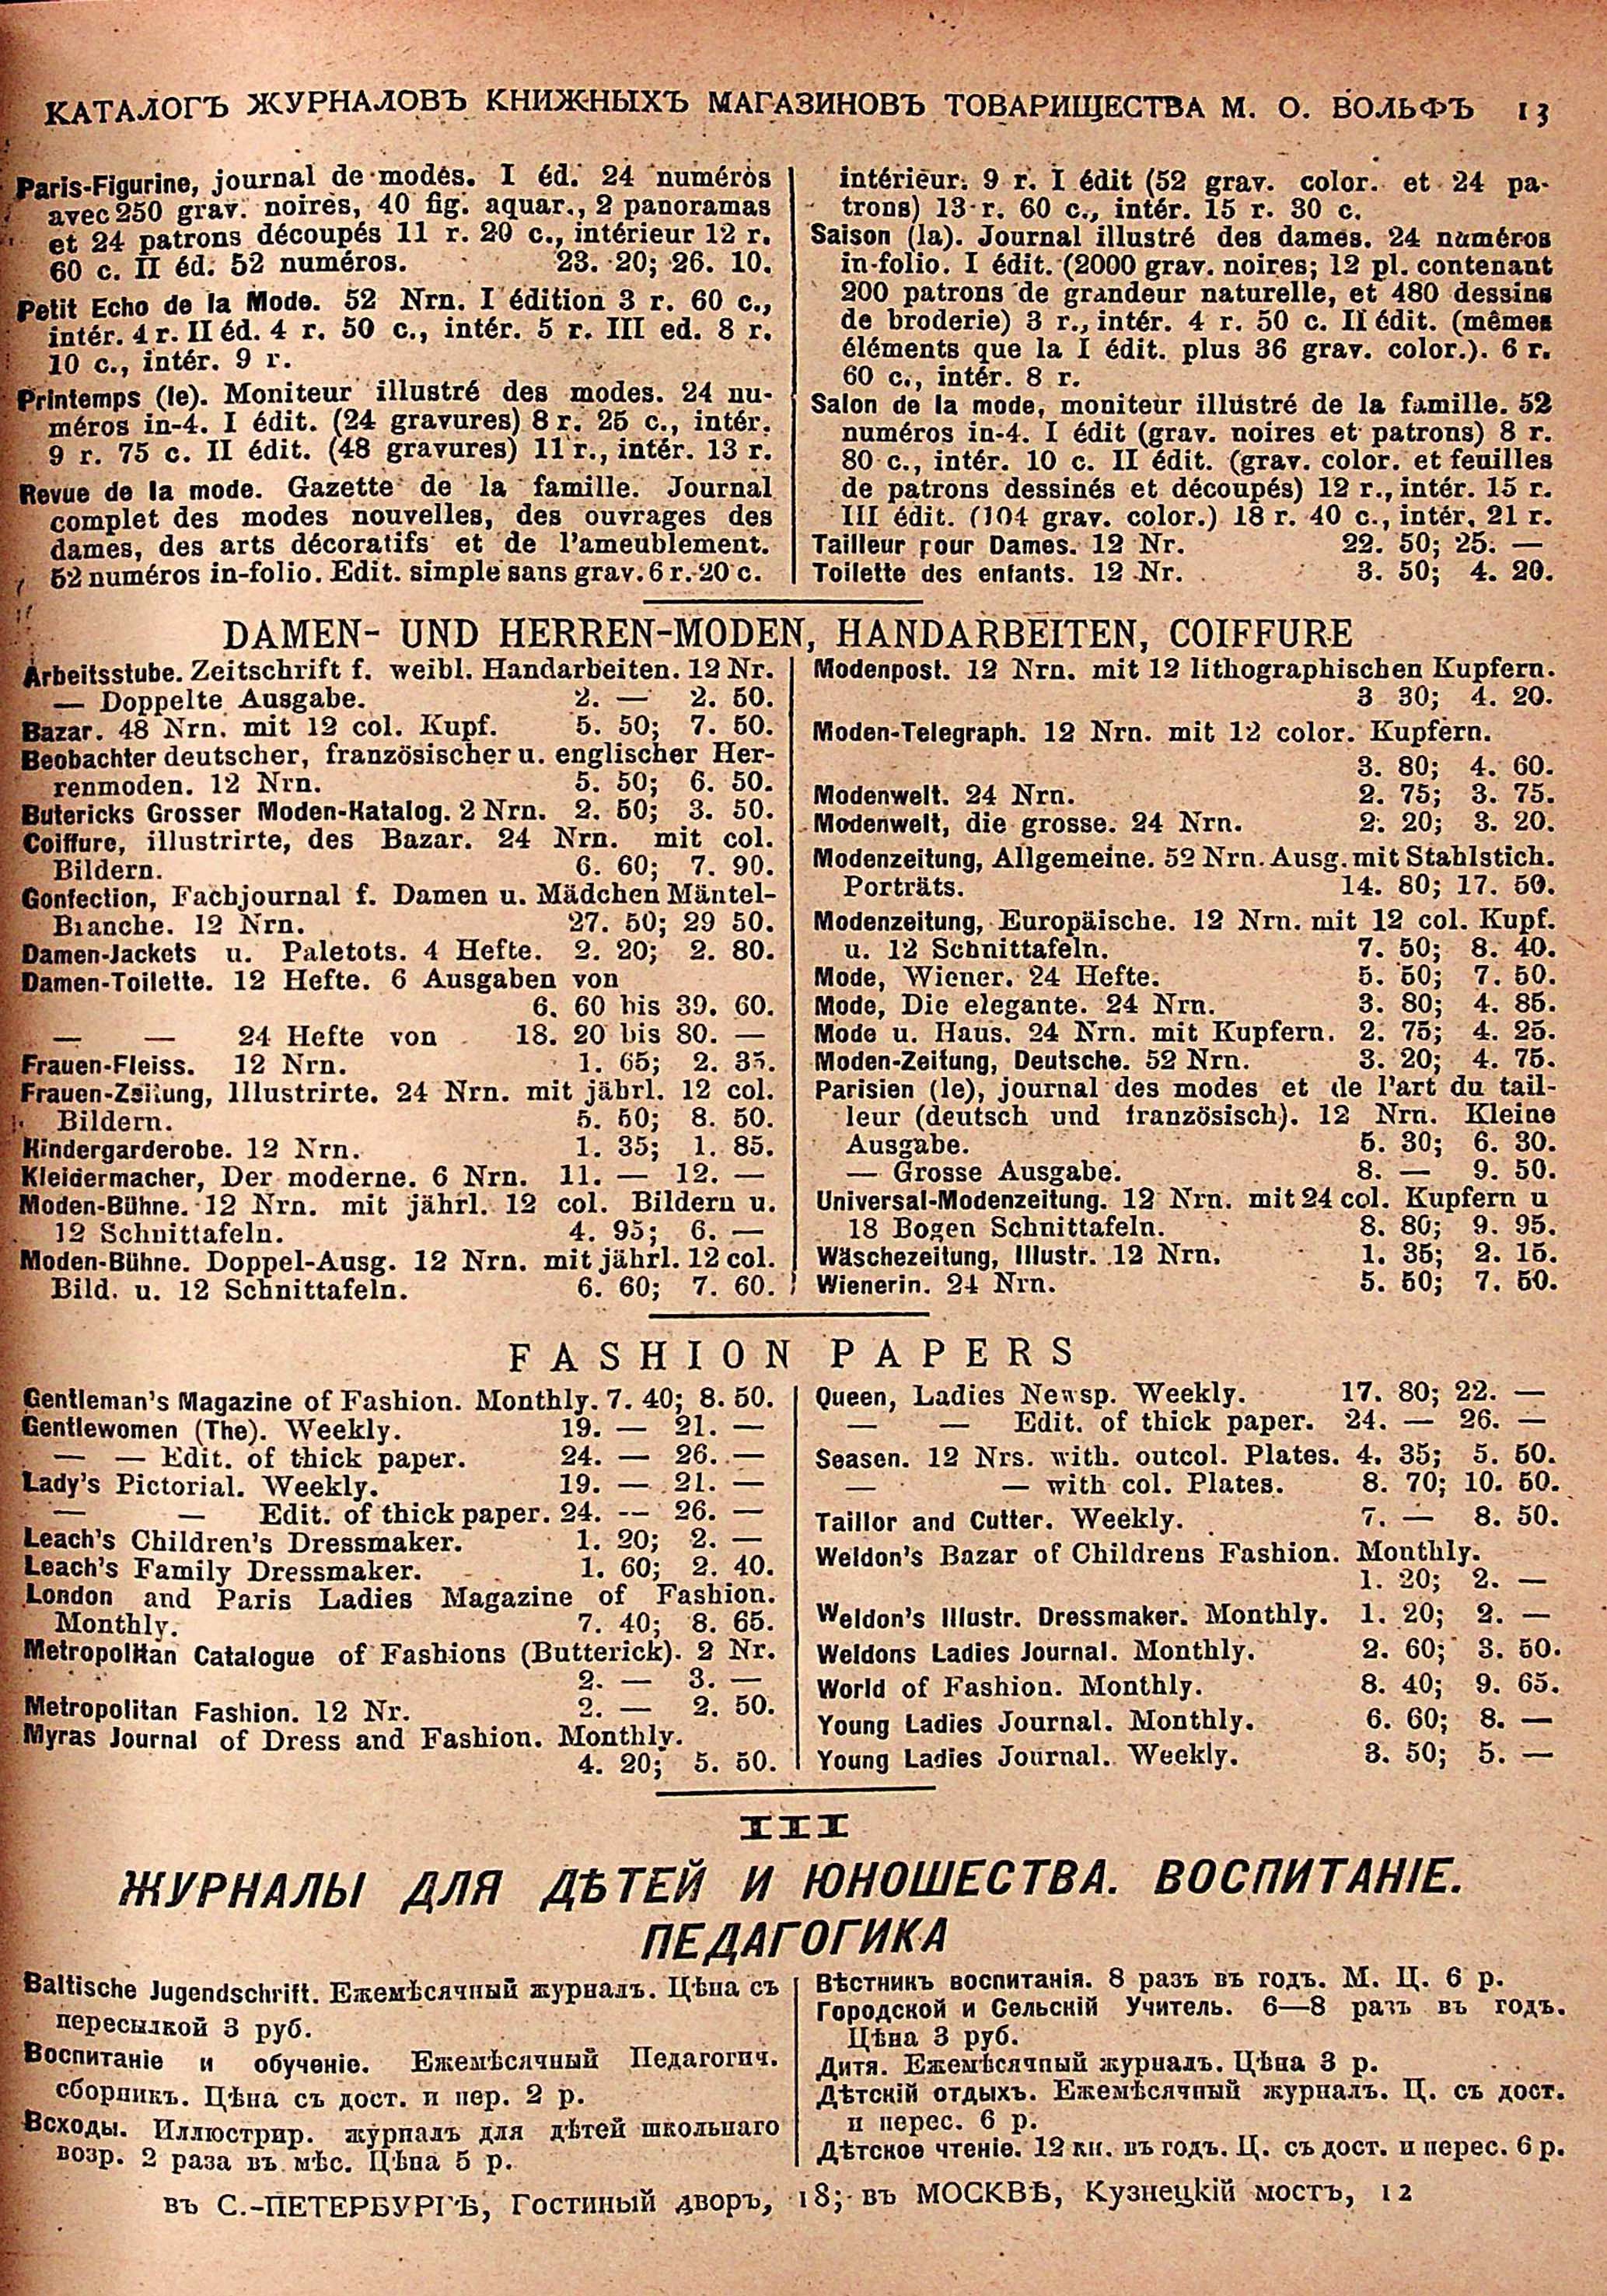 КАТАЛОГЪ ЖУРНАЛОВЪ КНИЖНЫХЪ МАГАЗИНОВЪ ТОВАРИЩЕСТВА М. О. ВОЛЬФЪ 13
Paris-Figurine, journal de modes. I éd. 24 numéros
avec 250 grav. noires, 40 fig. aquar., 2 panoramas
et 24 patrons découpés 11 r. 20 c., intérieur 12 r.
60 c. II éd. 52 numéros. 23. 20; 26. 10.
Petit Echo de la Mode. 52 Nrn. I édition 3 r. 60 c.,
intér. 4 r. II éd. 4 r. 50 c., intér. 5 r. III ed. 8 r.
10 c., intér. 9 r.
Printemps (le). Moniteur illustré des modes. 24 nu-
méros in-4. I édit. (24 gravures) 8 r. 25 c., intér.
9 r. 75 c. II édit. (48 gravures) 11 r., intér. 13 r.
Revue de la mode. Gazette de la famille. Journal
complet des modes nouvelles, des ouvrages des
dames, des arts décoratifs et de l'ameublement.
52 numéros in-folio. Edit. simple sans grav. 6 r. 20 c.
intérieur. 9 r. I édit (52 grav. color. et 24 pa-
trons) 13 r. 60 c., intér. 15 r. 30 c.
Saison (la). Journal illustré des dames. 24 numéros
in-folio. I édit. (2000 grav. noires; 12 pl. contenant
200 patrons de grandeur naturelle, et 480 dessins
de broderie) 3 r., intér. 4 r. 50 c. II édit. (mêmes
éléments que la I édit. plus 36 grav. color.). 6 r.
60 c., intér. 8 r.
Salon de la mode, moniteur illustré de la famille. 52
numéros in-4. I édit (grav. noires et patrons) 8 r.
80 c., intér. 10 c. II édit. (grav. color. et feuilles
de patrons dessinés et découpés) 12 r., intér. 15 r.
III édit. (104 grav. color.) 18 r. 40 c., intér, 21 r.
Tailleur pour Dames. 12 Nr. 22. 50; 25. —
Toilette des enfants. 12 Nr. 3. 50; 4. 20.
DAMEN- UND HERREN-MODEN, HANDARBEITEN, COIFFURE
Arbeitsstube. Zeitschrift f. weibl. Handarbeiten. 12 Nr.
— Doppelte Ausgabe. 2. — 2. 50.
Bazar. 48 Nrn. mit 12 col. Kupf. 5. 50; 7. 50.
Beobachter deutscher, französischer u. englischer Her-
renmoden. 12 Nrn. 5. 50; 6. 50.
Butericks Grosser Moden-Katalog. 2 Nrn. 2. 50; 3. 50.
Coiffure, illustrirte, des Bazar. 24 Nrn. mit col.
Bildern. 6. 60; 7. 90.
Gonfection, Fachjournal f. Damen u. Mädchen Mäntel-
Branche. 12 Nrn. 27. 50; 29 50.
Damen-Jackets u. Paletots. 4 Hefte. 2. 20; 2. 80.
Damen-Toilette. 12 Hefte. 6 Ausgaben von
6. 60 bis 39. 60.
— — 24 Hefte von 18. 20 bis 80. —
Frauen-Fleiss. 12 Nrn. 1. 65; 2. 35.
Frauen-Zeitung, Illustrirte. 24 Nrn. mit jährl. 12 col.
Bildern. 5. 50; 8. 50.
Kindergarderobe. 12 Nrn. 1. 35; 1. 85.
Kleidermacher, Der moderne. 6 Nrn. 11. — 12. —
Moden-Bühne. 12 Nrn. mit jährl. 12 col. Bildern u.
12 Schnittafeln. 4. 95; 6. —
Moden-Bühne. Doppel-Ausg. 12 Nrn. mit jährl. 12 col.
Bild. u. 12 Schnittafeln. 6. 60; 7. 60.
Modenpost. 12 Nrn. mit 12 lithographischen Kupfern.
3 30; 4. 20.
Moden-Telegraph. 12 Nrn. mit 12 color. Kupfern.
3. 80; 4. 60.
Modenwelt. 24 Nrn. 2. 75; 3. 75.
Modenwelt, die grosse. 24 Nrn. 2. 20; 3. 20.
Modenzeitung, Allgemeine. 52 Nrn. Ausg. mit Stahlstich.
Porträts. 14. 80; 17. 50.
Modenzeitung, Europäische. 12 Nrn. mit 12 col. Kupf.
u. 12 Schnittafeln. 7. 50; 8. 40.
Mode, Wiener. 24 Hefte. 5. 50; 7. 50.
Mode, Die elegante. 24 Nrn. 3. 80; 4. 85.
Mode u. Haus. 24 Nrn. mit Kupfern. 2. 75; 4. 25.
Moden-Zeitung, Deutsche. 52 Nrn. 3. 20; 4. 75.
Parisien (le), journal des modes et de l'art du tail-
leur (deutsch und französisch). 12 Nrn. Kleine
Ausgabe. 5. 30; 6. 30.
— Grosse Ausgabe. 8. — 9. 50.
Universal-Modenzeitung. 12 Nrn. mit 24 col. Kupfern u
18 Bogen Schnittafeln. 8. 80; 9. 95.
Wäschezeitung, Illustr. 12 Nrn. 1. 35; 2. 15.
Wienerin. 24 Nrn. 5. 50; 7. 50.
FASHION PAPERS
Gentleman's Magazine of Fashion. Monthly. 7. 40; 8. 50.
Gentlewomen (The). Weekly. 19. — 21. —
— — Edit. of thick paper. 24. — 26. —
Lady's Pictorial. Weekly. 19. — 21. —
— — Edit. of thick paper. 24. — 26. —
Leach's Children's Dressmaker. 1. 20; 2. —
Leach's Family Dressmaker. 1. 60; 2. 40.
London and Paris Ladies Magazine of Fashion.
Monthly. 7. 40; 8. 65.
Metropolitan Catalogue of Fashions (Butterick). 2 Nr.
2. — 3. —
Metropolitan Fashion. 12 Nr. 2. — 2. 50.
Myras Journal of Dress and Fashion. Monthly.
4. 20; 5. 50.
Queen, Ladies Newsp. Weekly. 17. 80; 22. —
— — Edit. of thick paper. 24. — 26. —
Seasen. 12 Nrs. with. outcol. Plates. 4. 35; 5. 50.
— — with col. Plates. 8. 70; 10. 50.
Taillor and Cutter. Weekly. 7. — 8. 50.
Weldon's Bazar of Childrens Fashion. Monthly.
1. 20; 2. —
Weldon's Illustr. Dressmaker. Monthly. 1. 20; 2. —
Weldons Ladies Journal. Monthly. 2. 60; 3. 50.
World of Fashion. Monthly. 8. 40; 9. 65.
Young Ladies Journal. Monthly. 6. 60; 8. —
Young Ladies Journal. Weekly. 3. 50; 5. —
III
ЖУРНАЛЫ ДЛЯ ДѢТЕЙ И ЮНОШЕСТВА. ВОСПИТАНІЕ.
ПЕДАГОГИКА
Baltische Jugendschrift. Ежемѣсячный журналъ. Цѣна съ
пересылкой 3 руб.
Воспитаніе и обученіе. Ежемѣсячный Педагогич.
сборникъ. Цѣна съ дост. и пер. 2 р.
Всходы. Иллюстрир. журналъ для дѣтей школьнаго
возр. 2 раза въ мѣс. Цѣна 5 р.
Вѣстникъ воспитанія. 8 разъ въ годъ. М. Ц. 6 р.
Городской и Сельскій Учитель. 6—8 разъ въ годъ.
Цѣна 3 руб.
Дитя. Ежемѣсячный журналъ. Цѣна 3 р.
Дѣтскій отдыхъ. Ежемѣсячный журналъ. Ц. съ дост.
и перес. 6 р.
Дѣтское чтеніе. 12 кн. въ годъ. Ц. съ дост. и перес. 6 р.
въ С.-ПЕТЕРБУРГѢ, Гостиный дворъ, 18; въ МОСКВѢ, Кузнецкій мостъ, 12